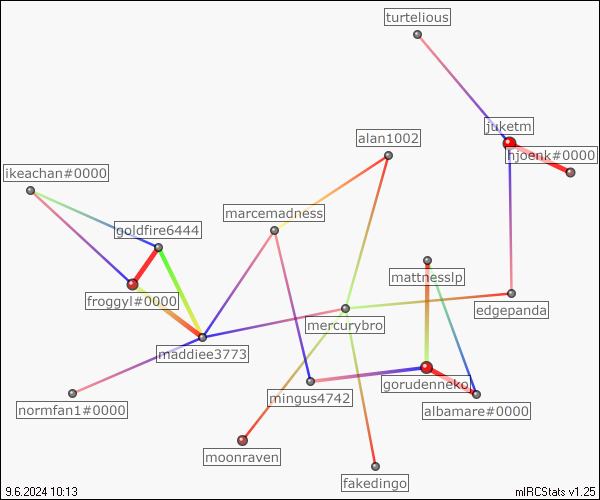 turtelious
juketm
hjoenk#0000
alan1002
ikeachan#0000
marcemadness
goldfire6444
mattnesslp
froggyl#0000
edgepanda
mercurybro
maddiee3773
gorudenneko
mingus4742
normfan1#0000
albamare#0000
moonraven
fakedingo
9.6.2024 10:13
mIRCStats v1.25